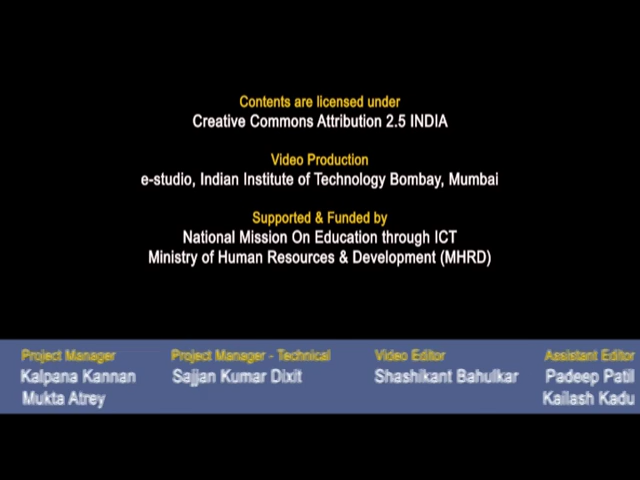 Contents are licensed under
Creative Commons Attribution 2.5 INDIA
Video Production
e-studio, Indian Institute of Technology Bombay, Mumbai
Supported & Funded by
National Mission On Education through ICT
Ministry of Human Resources & Development (MHRD)
Project Manager
Kalpana Kannan
Mukta Atrey
Project Manager - Technical
Sajjan Kumar Dixit
Video Editor
Shashikant Bahulkar
Assistant Editor
Padeep Patil
Kailash Kadu